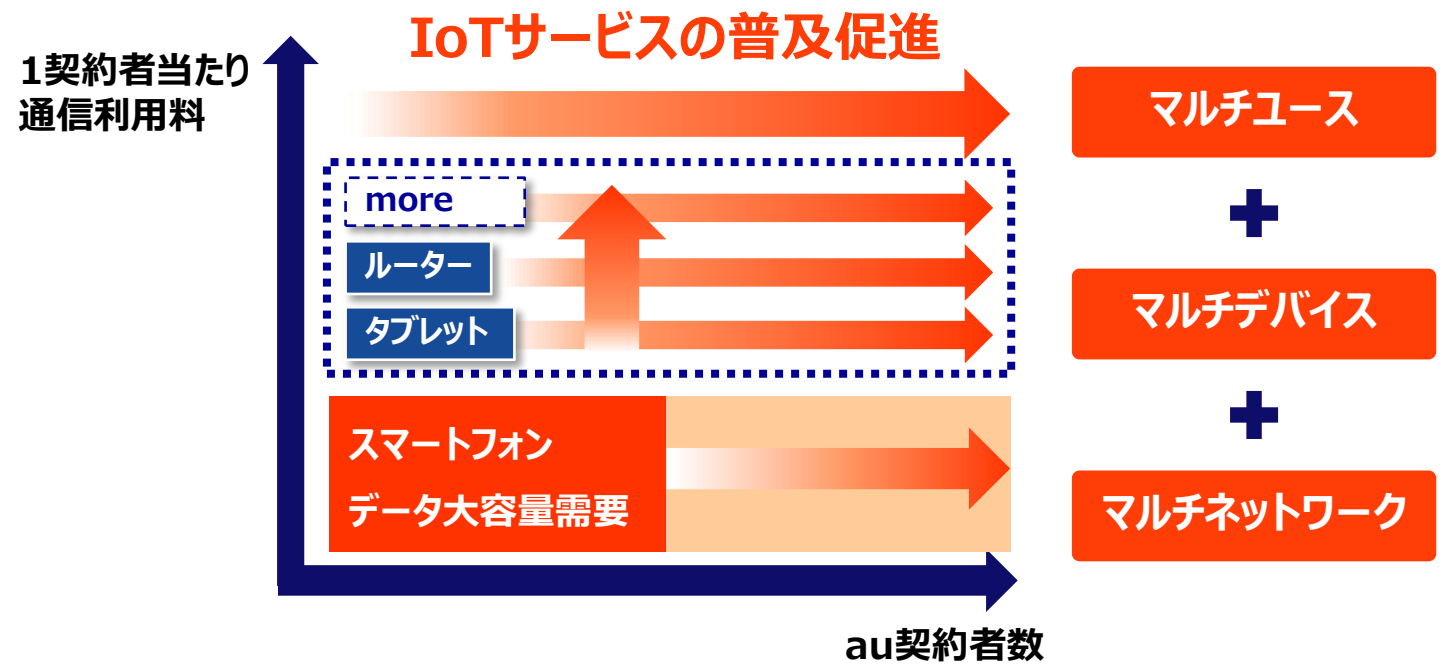 IoTサービスの普及促進
1契約者当たり
通信利用料
マルチユース
more
ルーター
タブレット
マルチデバイス
スマートフォン
データ大容量需要
マルチネットワーク
au契約者数